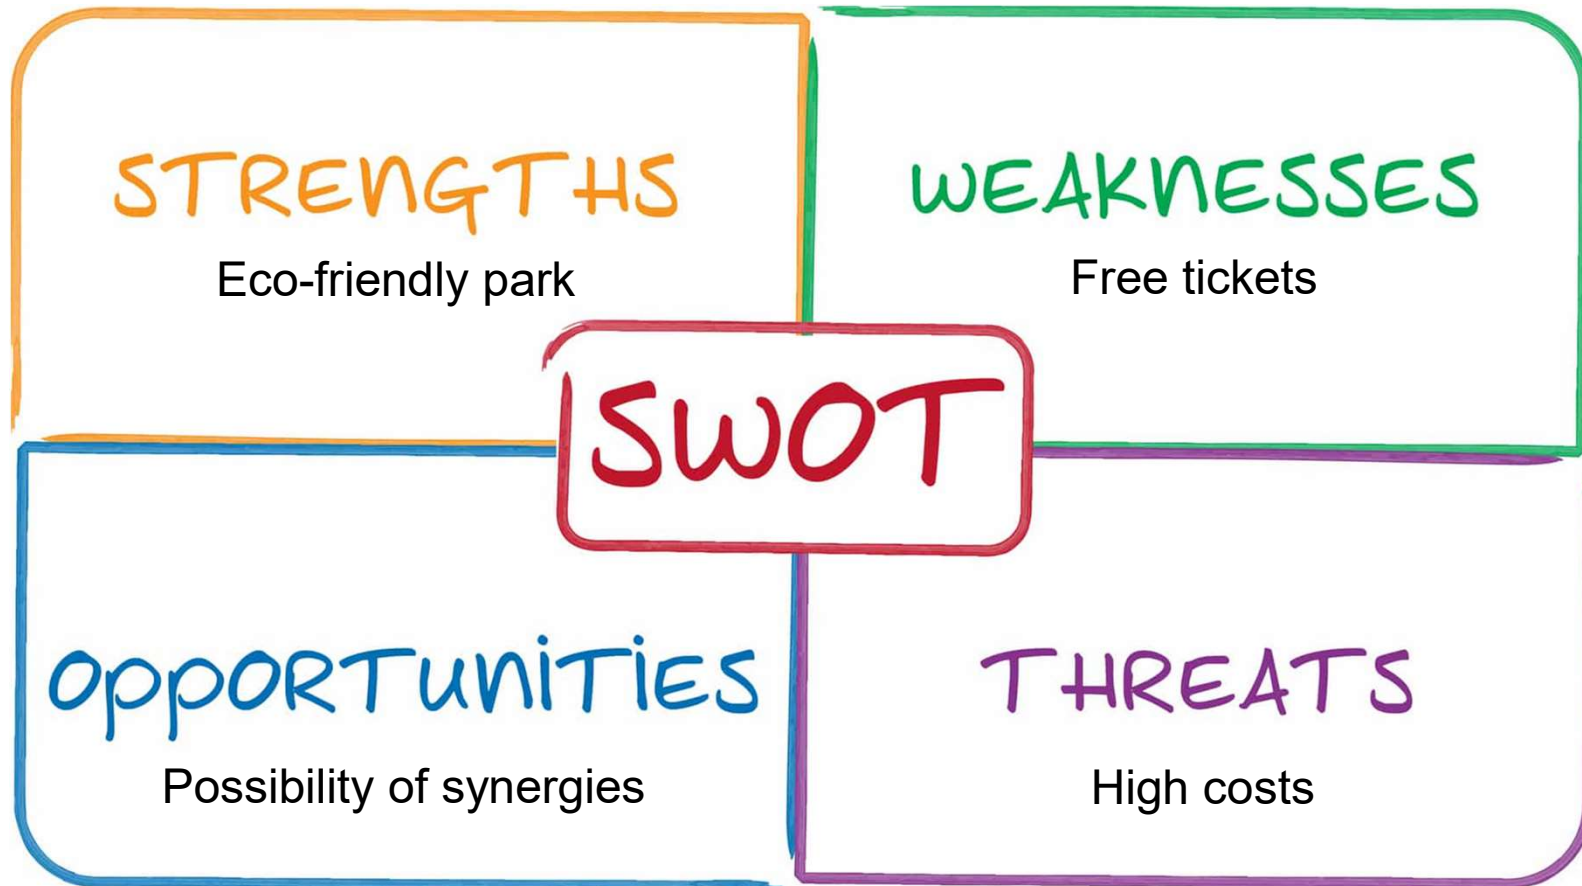 STRENGTHS
Eco-friendly park
WEAKNESSES
Free tickets
SWOT
OPPORTUNITIES
Possibility of synergies
THREATS
High costs